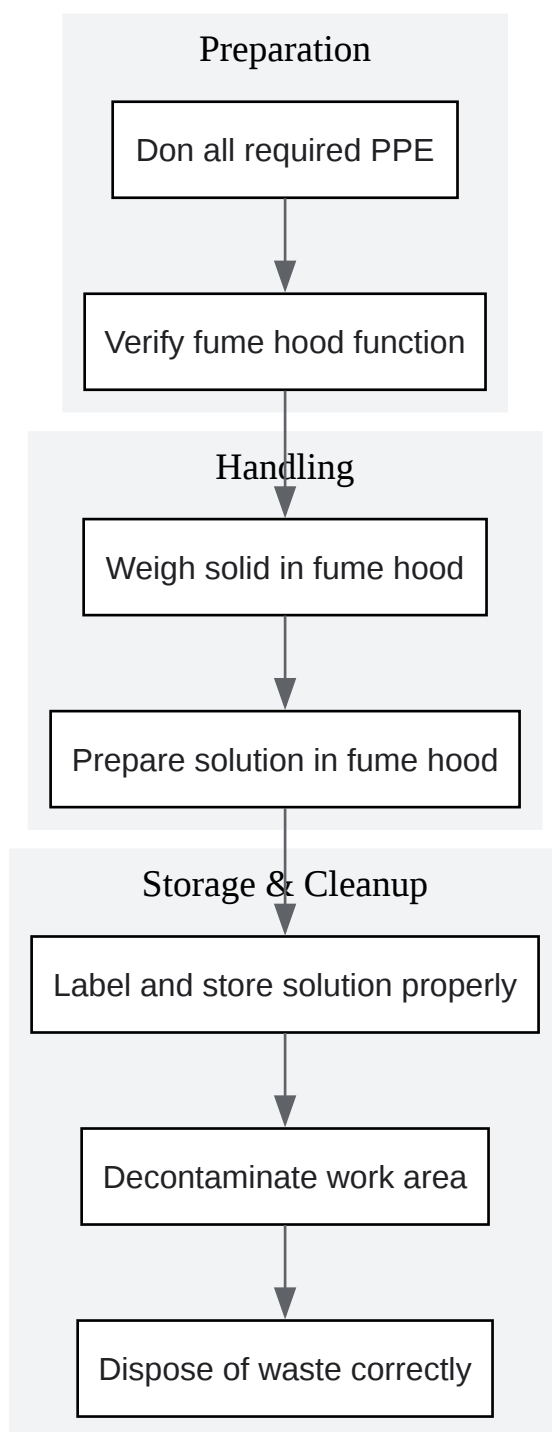 Preparation
Don all required PPE
Verify fume hood function
Handling
Weigh solid in fume hood
Prepare solution in fume hood
Storage & Cleanup
Label and store solution properly
Decontaminate work area
Dispose of waste correctly